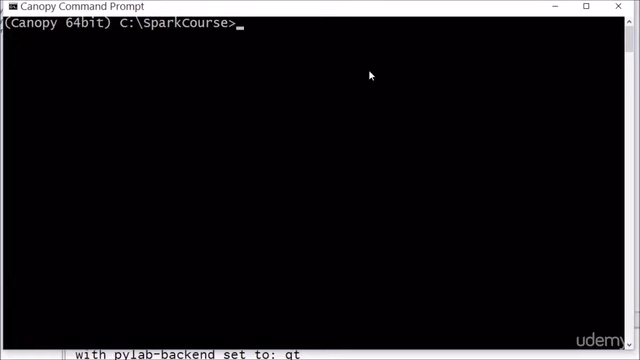 Canopy Command Prompt
(Canopy 64bit) C:\SparkCourse>
udemy
with pylab-backend set to: qt